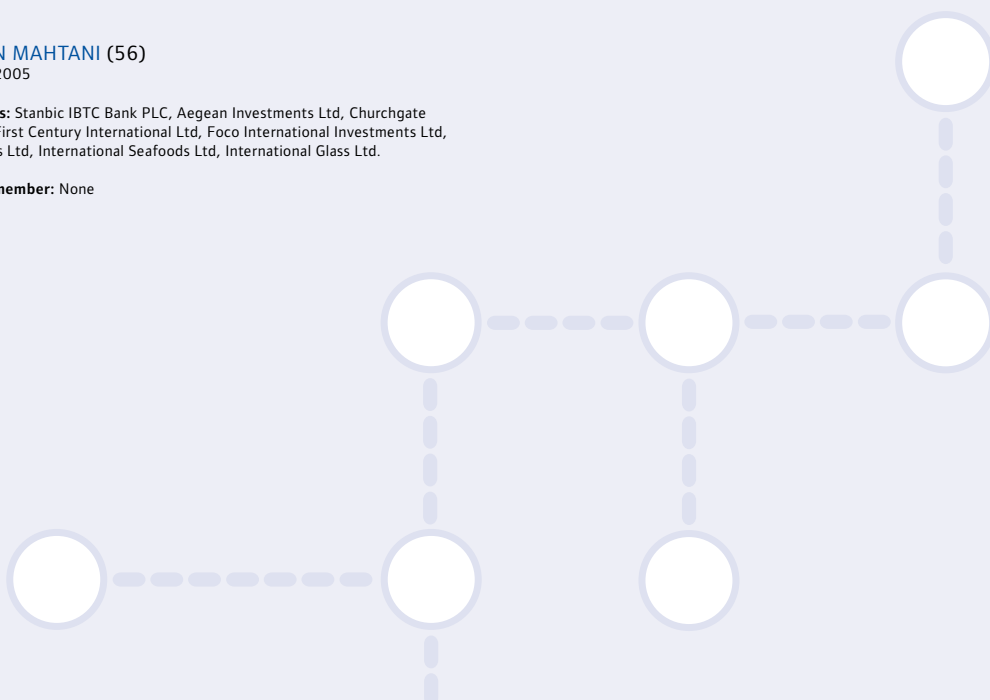 MAHTANI (56)
2005
Stanbic IBTC Bank PLC, Aegean Investments Ltd, Churchgate
First Century International Ltd, Foco International Investments Ltd,
Ltd, International Seafoods Ltd, International Glass Ltd.
member: None